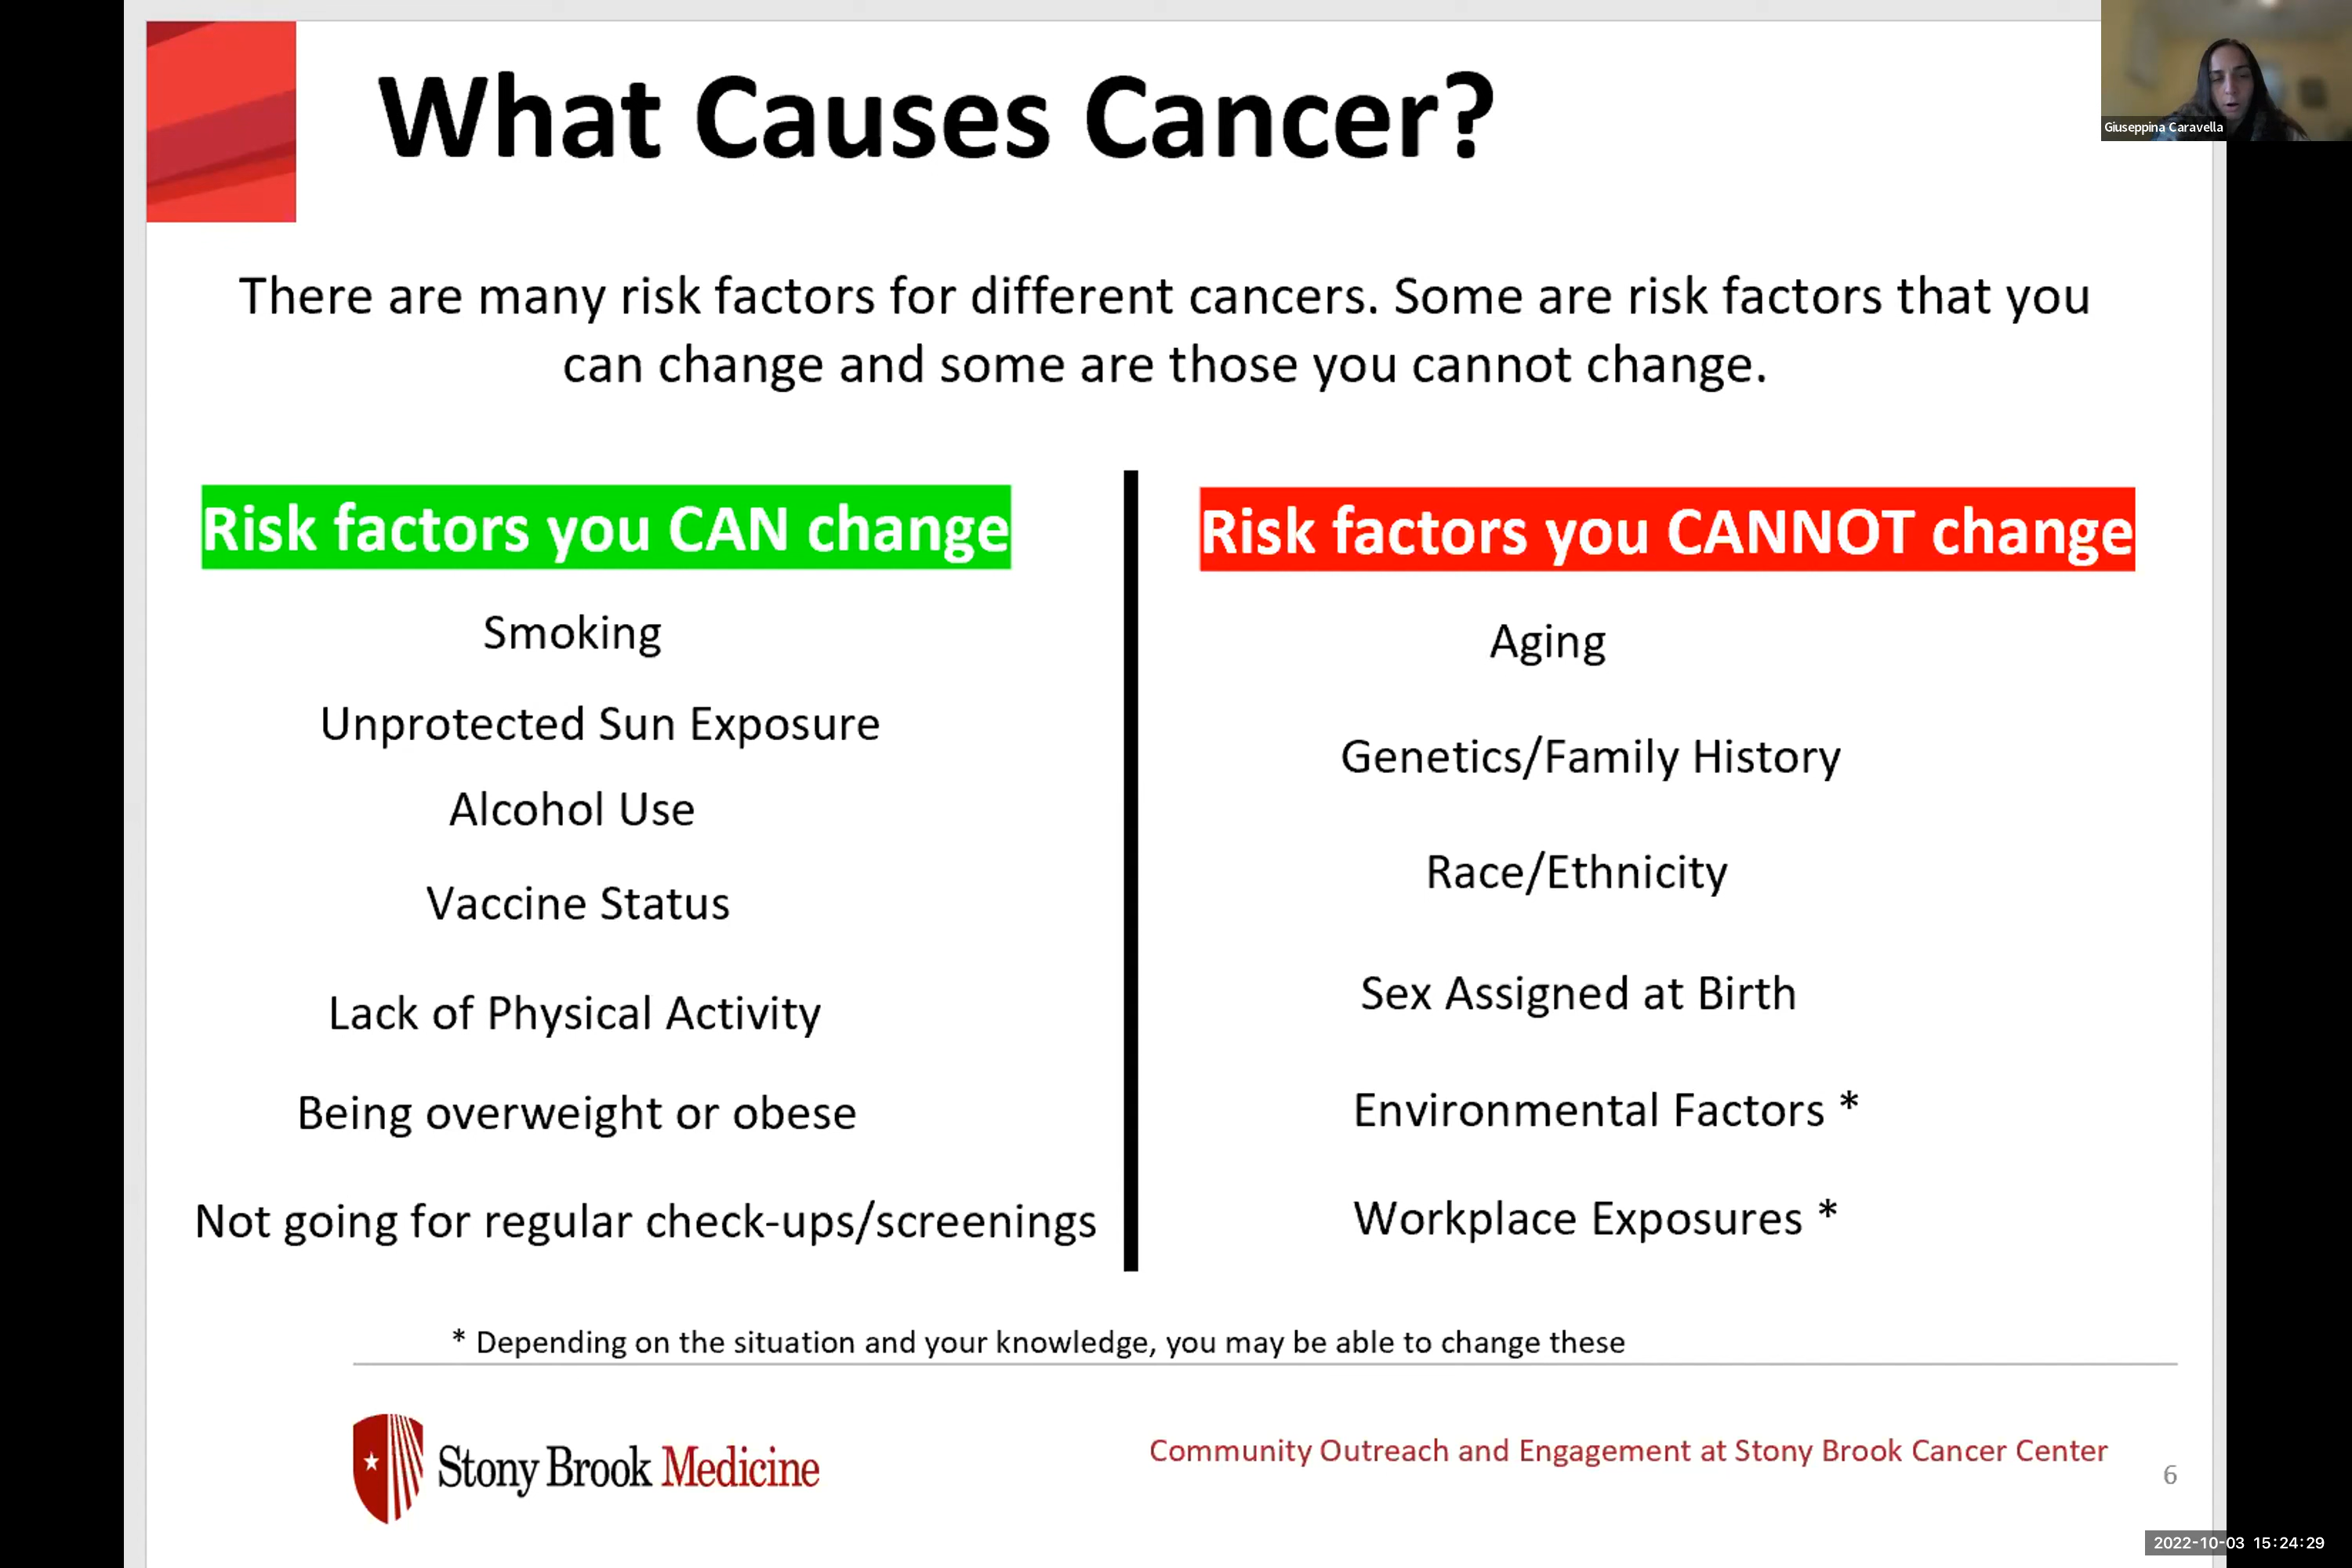 What Causes Cancer?
Giuseppina Caravella
There are many risk factors for different cancers. Some are risk factors that you
can change and some are those you cannot change.
Risk factors you CAN change
Smoking
Unprotected Sun Exposure
Alcohol Use
Vaccine Status
Lack of Physical Activity
Being overweight or obese
Not going for regular check-ups/screenings
Risk factors you CANNOT change
Aging
Genetics/Family History
Race/Ethnicity
Sex Assigned at Birth
Environmental Factors *
Workplace Exposures *
* Depending on the situation and your knowledge, you may be able to change these
Stony Brook Medicine
Community Outreach and Engagement at Stony Brook Cancer Center
6
2022-10-03 15:24:29